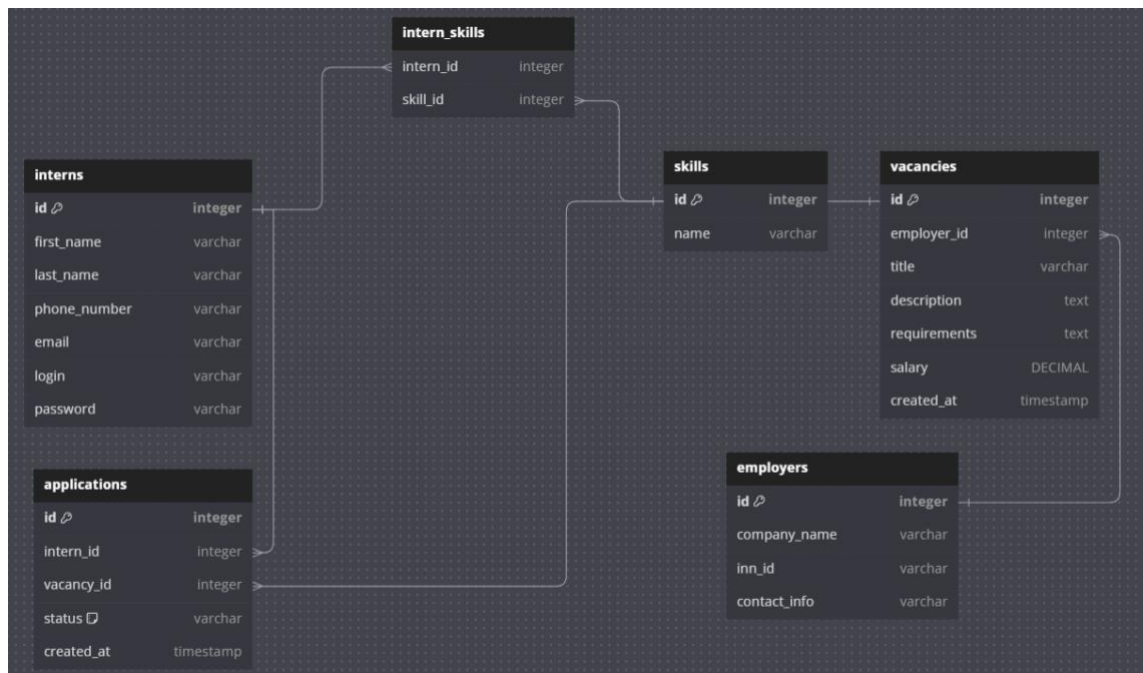 intern_skills
intern_id integer
skill_id integer
interns
id integer
first_name varchar
last_name varchar
phone_number varchar
email varchar
login varchar
password varchar
skills
id integer
name varchar
vacancies
id integer
employer_id integer
title varchar
description text
requirements text
salary DECIMAL
created_at timestamp
applications
id integer
intern_id integer
vacancy_id integer
status varchar
created_at timestamp
employers
id integer
company_name varchar
inn_id varchar
contact_info varchar